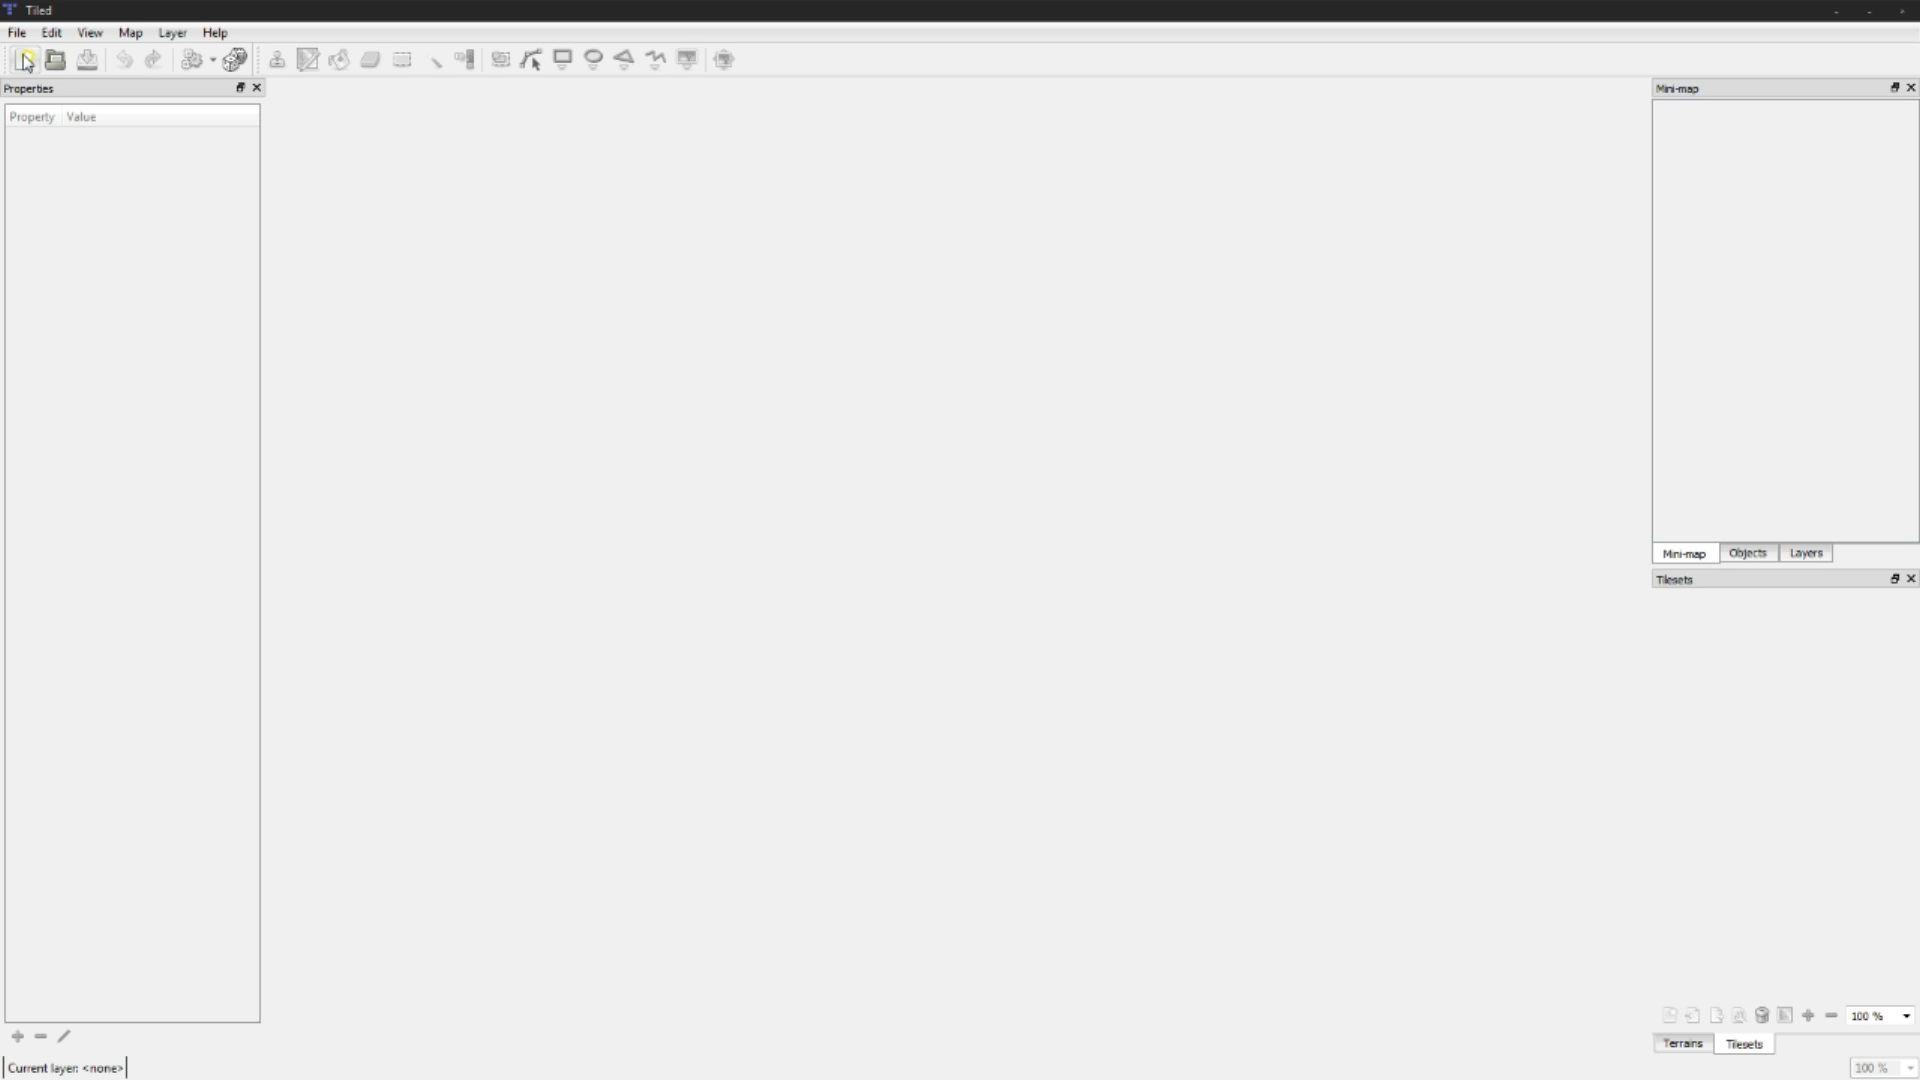 Tiled
File Edit View Map Layer Help
Properties
Property Value
Mini-map
Mini-map Objects Layers
Tilesets
100 %
Terrains Tilesets
Current layer: <none>
100 %